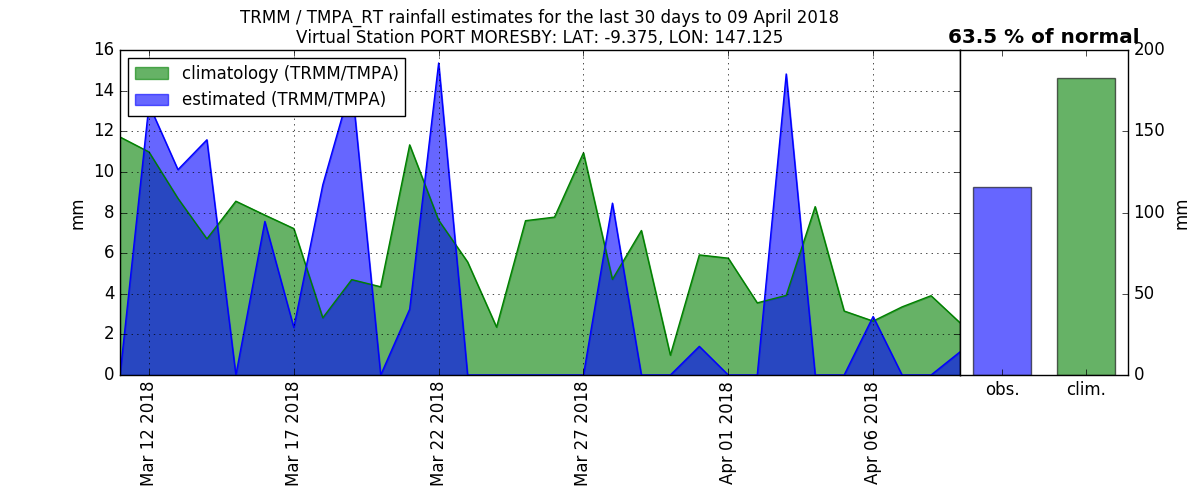 TRMM / TMPA_RT rainfall estimates for the last 30 days to 09 April 2018
Virtual Station PORT MORESBY: LAT: -9.375, LON: 147.125
63.5 % of normal
climatology (TRMM/TMPA)
estimated (TRMM/TMPA)
16
14
12
10
8
6
4
2
0
mm
Mar 12 2018
Mar 17 2018
Mar 22 2018
Mar 27 2018
Apr 01 2018
Apr 06 2018
200
150
100
50
0
mm
obs.
clim.